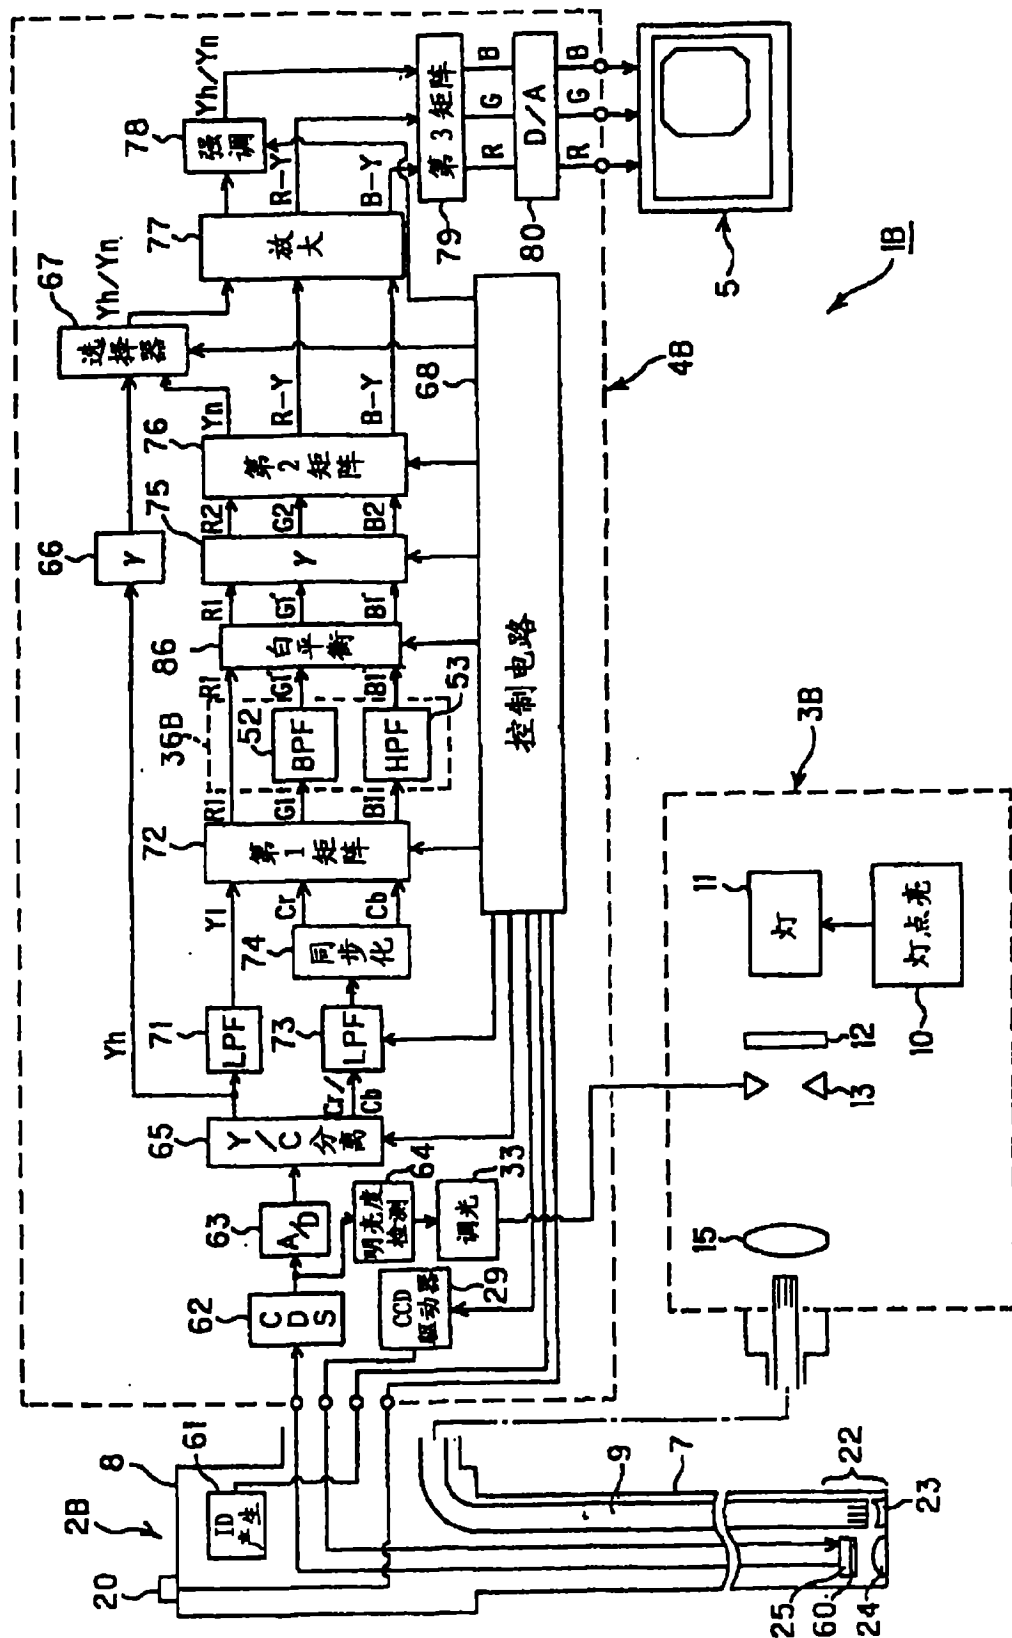 2B
20
8
61
ID产生
62
CDS
63
A/D
明亮度检测
64
调光
33
CCD驱动器
29
65
Y/C分离
Yh
71
LPF
Y1
Cr/Cb
73
LPF
74
同步化
Cr
Cb
72
第1矩阵
R1
G1
B1
36B
52
BPF
HPF
53
R1
G1'
B1'
86
白平衡
R1
G1'
B1'
66
γ
75
γ
R2
G2
B2
76
第2矩阵
Yn
R-Y
B-Y
67
选择器
Yh/Yn
77
放大
78
强调
Yh/Yn
R-Y
B-Y
第3矩阵
79
R
G
B
D/A
80
R
G
B
5
68
控制电路
4B
1B
3B
11
灯
灯点亮
10
12
13
15
9
7
22
25
60
24
23